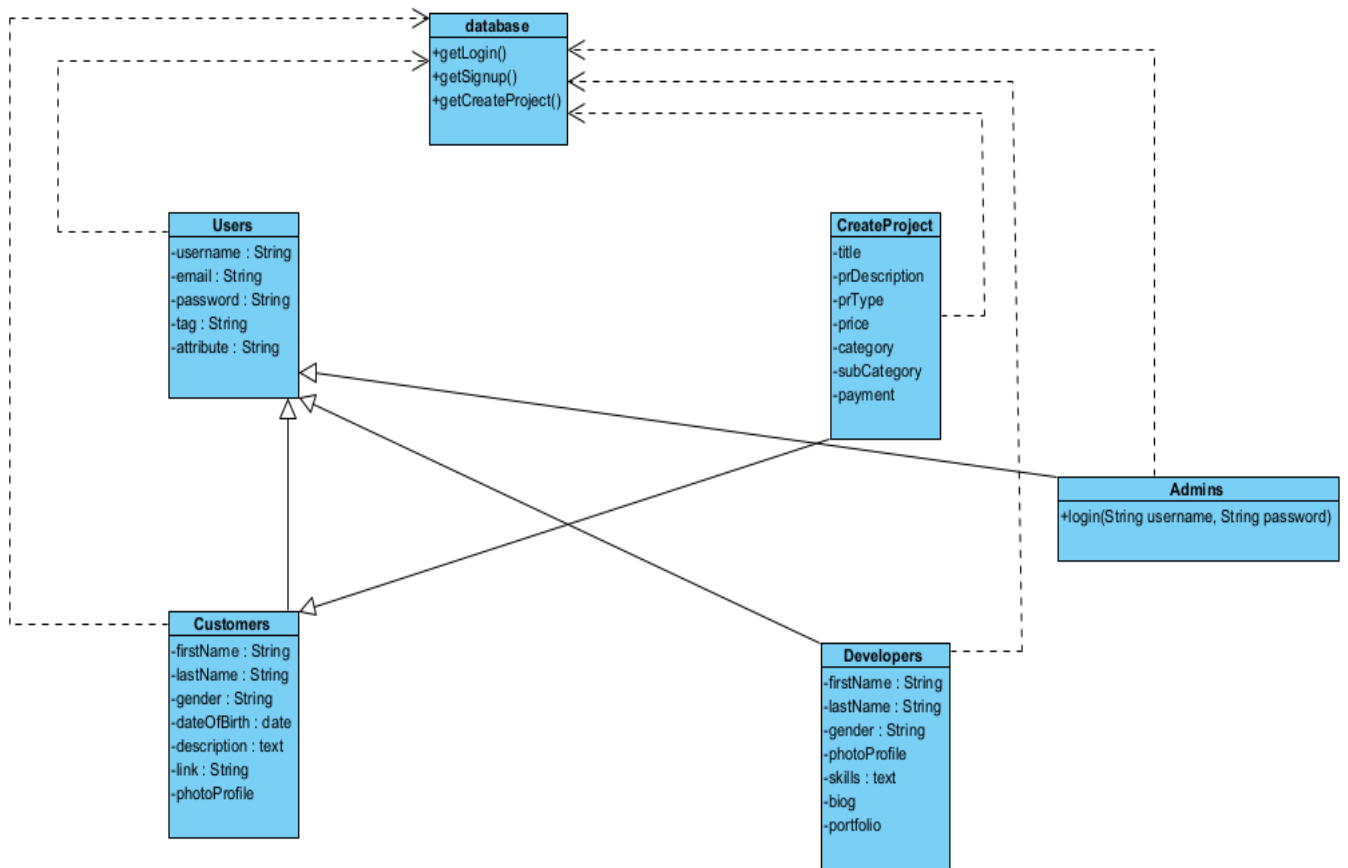 database
+getLogin()
+getSignup()
+getCreateProject()
Users
-username : String
-email : String
-password : String
-tag : String
-attribute : String
CreateProject
-title
-prDescription
-prType
-price
-category
-subCategory
-payment
Admins
+login(String username, String password)
Customers
-firstName : String
-lastName : String
-gender : String
-dateOfBirth : date
-description : text
-link : String
-photoProfile
Developers
-firstName : String
-lastName : String
-gender : String
-photoProfile
-skills : text
-biog
-portfolio